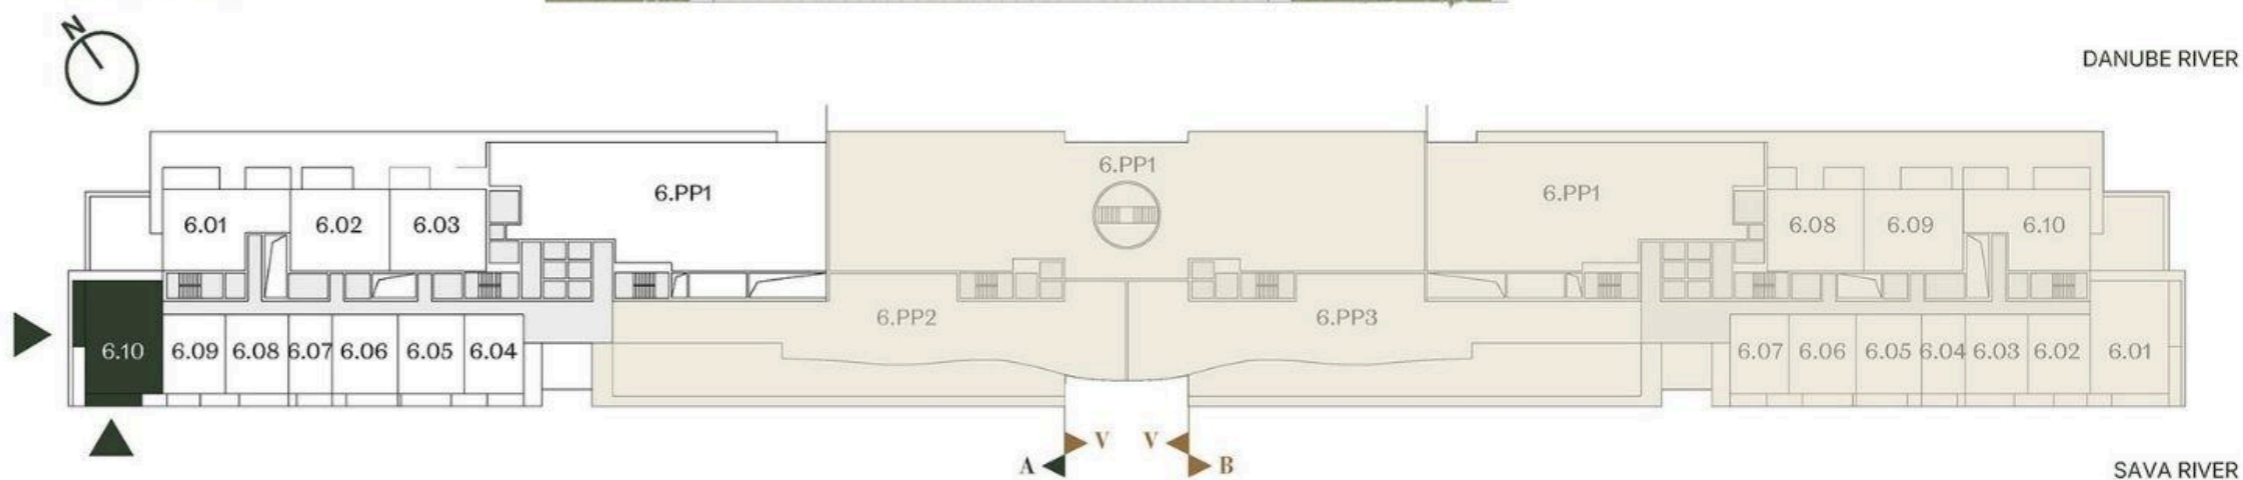 N
DANUBE RIVER
6.PP1
6.PP1 6.PP1
6.01 6.02 6.03 6.08 6.09 6.10
6.PP2 6.PP3
6.10 6.09 6.08 6.07 6.06 6.05 6.04 6.07 6.06 6.05 6.04 6.03 6.02 6.01
V V
A B
SAVA RIVER